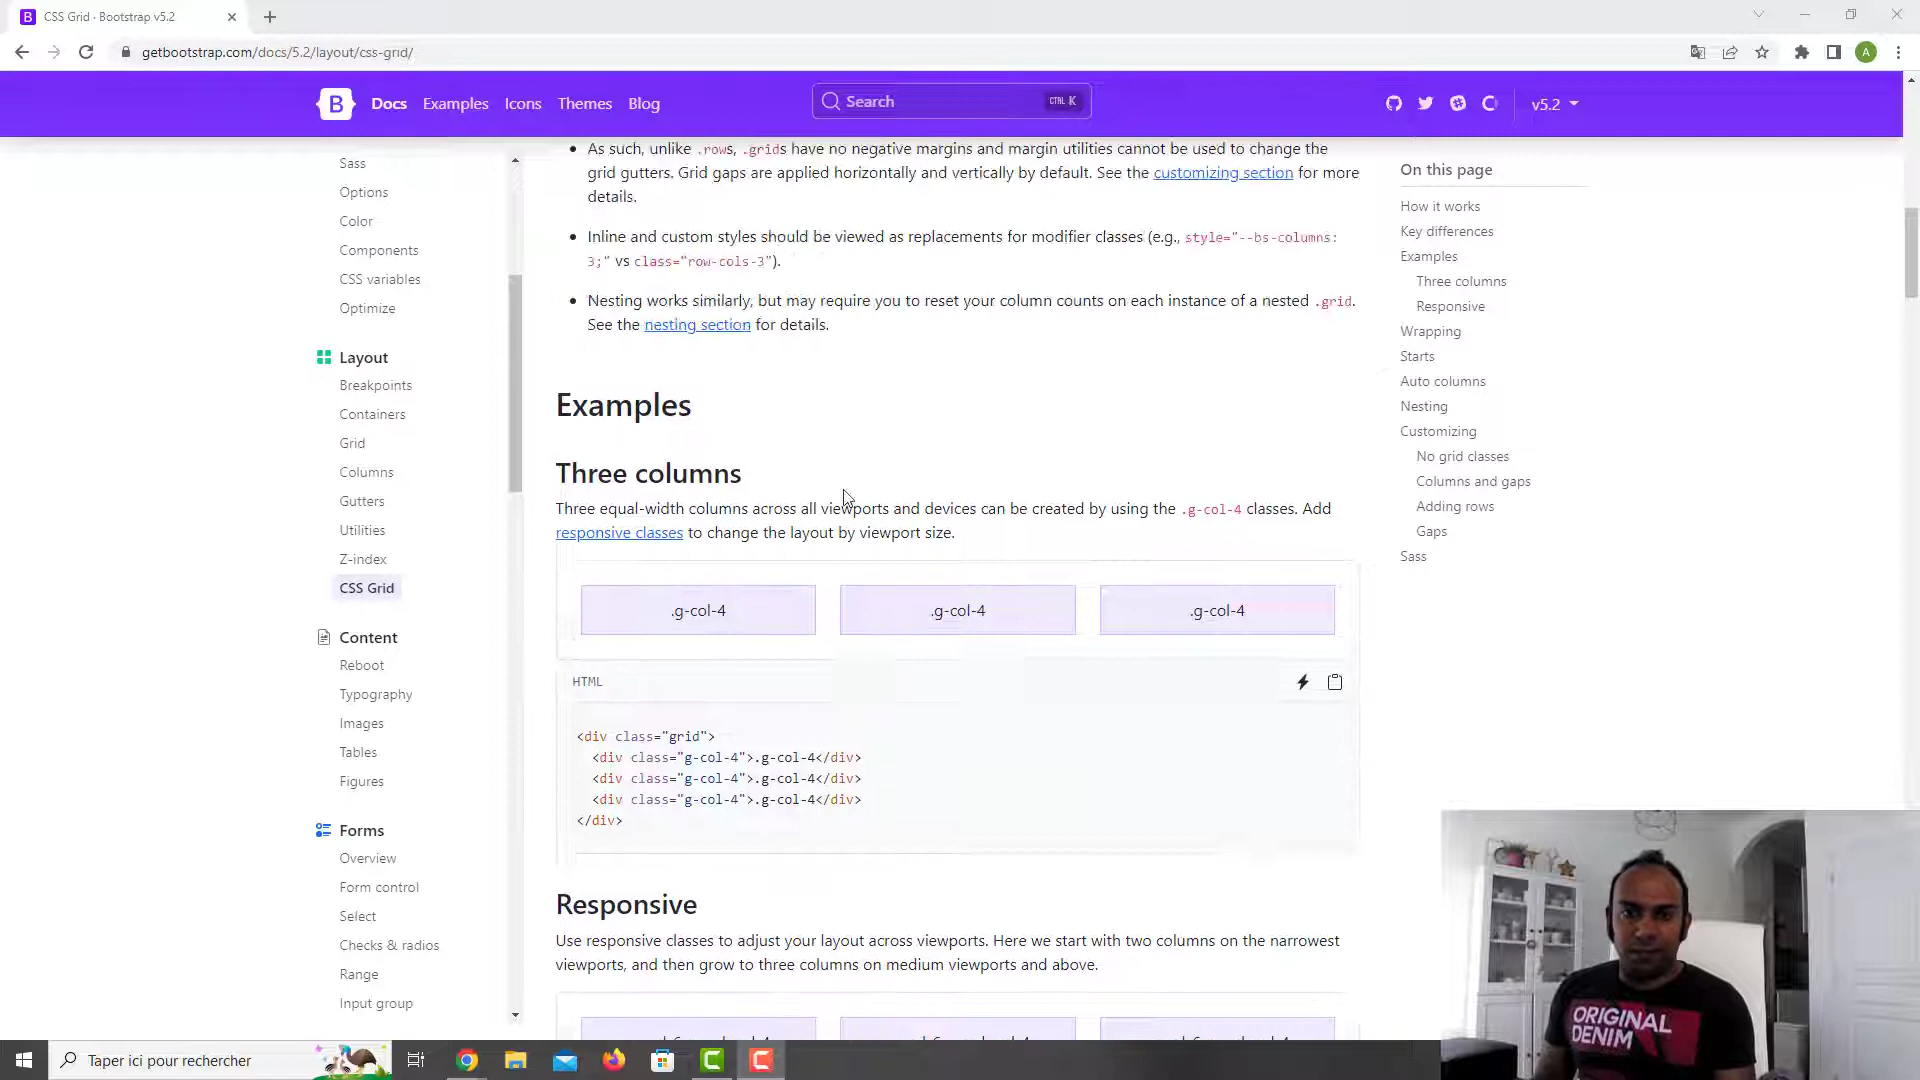 CSS Grid · Bootstrap v5.2
getbootstrap.com/docs/5.2/layout/css-grid/
A
B
Docs
Examples
Icons
Themes
Blog
Search
CTRL K
v5.2
Sass
Options
Color
Components
CSS variables
Optimize
Layout
Breakpoints
Containers
Grid
Columns
Gutters
Utilities
Z-index
CSS Grid
Content
Reboot
Typography
Images
Tables
Figures
Forms
Overview
Form control
Select
Checks & radios
Range
Input group
As such, unlike .rows, .grids have no negative margins and margin utilities cannot be used to change the
grid gutters. Grid gaps are applied horizontally and vertically by default. See the customizing section for more
details.
Inline and custom styles should be viewed as replacements for modifier classes (e.g., style="--bs-columns:
3;" vs class="row-cols-3").
Nesting works similarly, but may require you to reset your column counts on each instance of a nested .grid.
See the nesting section for details.
Examples
Three columns
Three equal-width columns across all viewports and devices can be created by using the .g-col-4 classes. Add
responsive classes to change the layout by viewport size.
.g-col-4
.g-col-4
.g-col-4
HTML
<div class="grid">
<div class="g-col-4">.g-col-4</div>
<div class="g-col-4">.g-col-4</div>
<div class="g-col-4">.g-col-4</div>
</div>
Responsive
Use responsive classes to adjust your layout across viewports. Here we start with two columns on the narrowest
viewports, and then grow to three columns on medium viewports and above.
On this page
How it works
Key differences
Examples
Three columns
Responsive
Wrapping
Starts
Auto columns
Nesting
Customizing
No grid classes
Columns and gaps
Adding rows
Gaps
Sass
ORIGINAL
DENIM
Taper ici pour rechercher